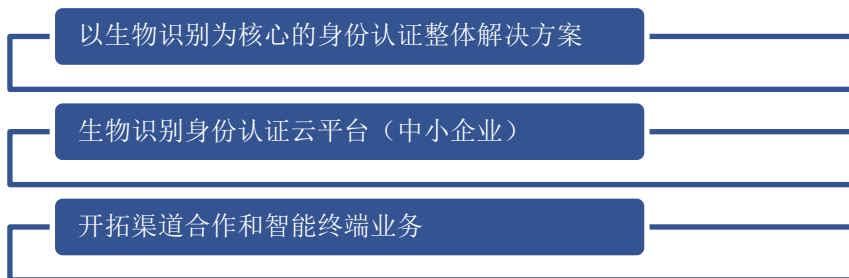 以生物识别为核心的身份认证整体解决方案
生物识别身份认证云平台（中小企业）
开拓渠道合作和智能终端业务